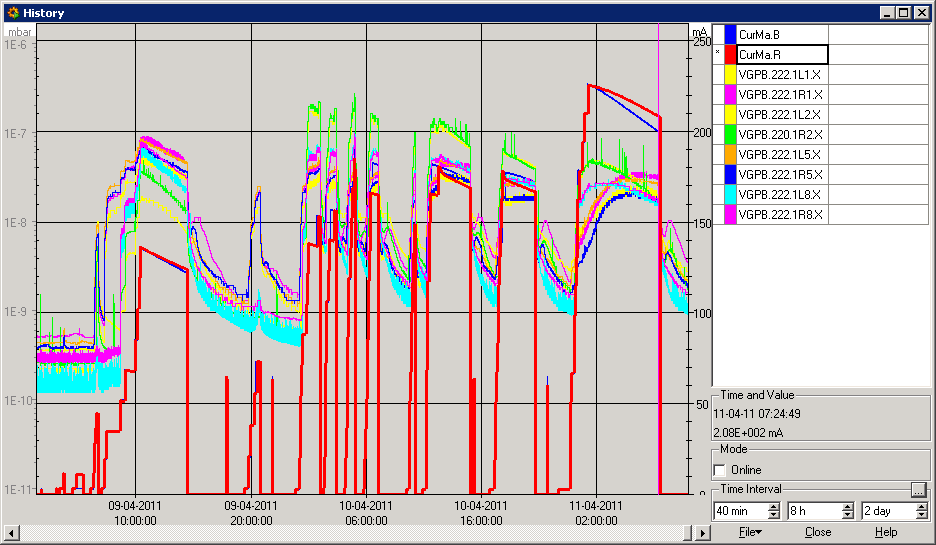 History
mbar
1E-6
1E-7
1E-8
1E-9
1E-10
1E-11
mA
250
200
150
100
50
0
09-04-2011
10:00:00
09-04-2011
20:00:00
10-04-2011
06:00:00
10-04-2011
16:00:00
11-04-2011
02:00:00
CurMa.B
* CurMa.R
VGPB.222.1L1.X
VGPB.222.1R1.X
VGPB.222.1L2.X
VGPB.220.1R2.X
VGPB.222.1L5.X
VGPB.222.1R5.X
VGPB.222.1L8.X
VGPB.222.1R8.X
Time and Value
11-04-11 07:24:49
2.08E+002 mA
Mode
Online
Time Interval
...
40 min 8 h 2 day
File Close Help